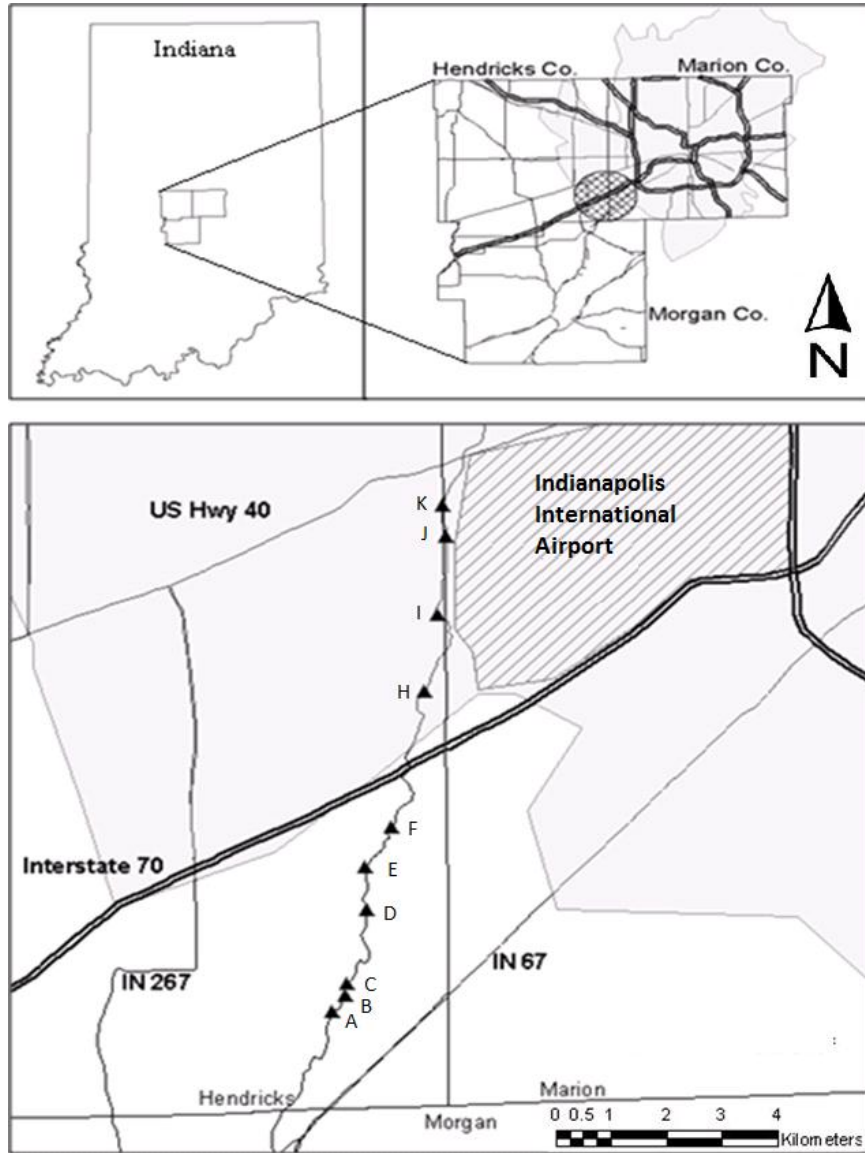 Indiana
Hendricks Co.
Marion Co.
Morgan Co.
N
US Hwy 40
Indianapolis
International
Airport
K
J
I
H
F
Interstate 70
E
D
IN 67
IN 267
C
B
A
Hendricks
Marion
Morgan
0 0.5 1 2 3 4
Kilometers